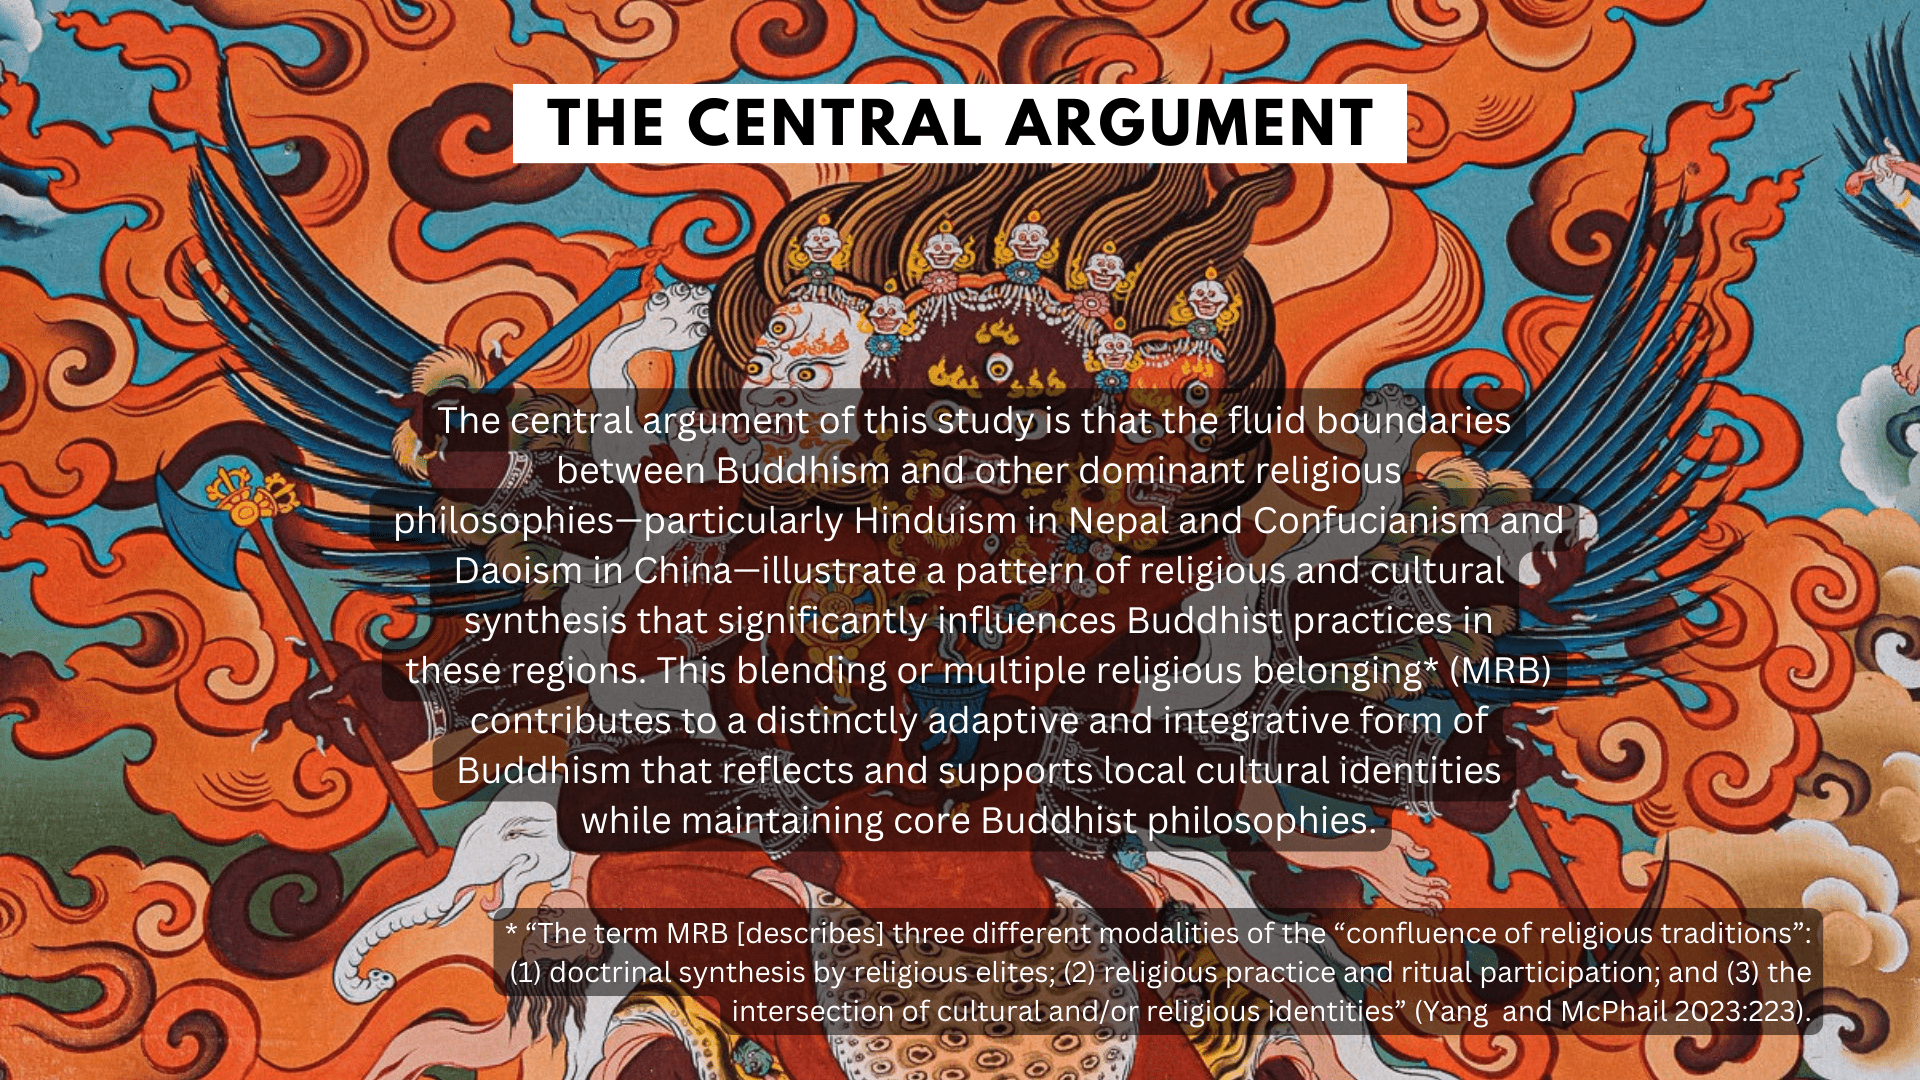 THE CENTRAL ARGUMENT
The central argument of this study is that the fluid boundaries
between Buddhism and other dominant religious
philosophies—particularly Hinduism in Nepal and Confucianism and
Daoism in China—illustrate a pattern of religious and cultural
synthesis that significantly influences Buddhist practices in
these regions. This blending or multiple religious belonging* (MRB)
contributes to a distinctly adaptive and integrative form of
Buddhism that reflects and supports local cultural identities
while maintaining core Buddhist philosophies.
* “The term MRB [describes] three different modalities of the “confluence of religious traditions”:
(1) doctrinal synthesis by religious elites; (2) religious practice and ritual participation; and (3) the
intersection of cultural and/or religious identities” (Yang  and McPhail 2023:223).